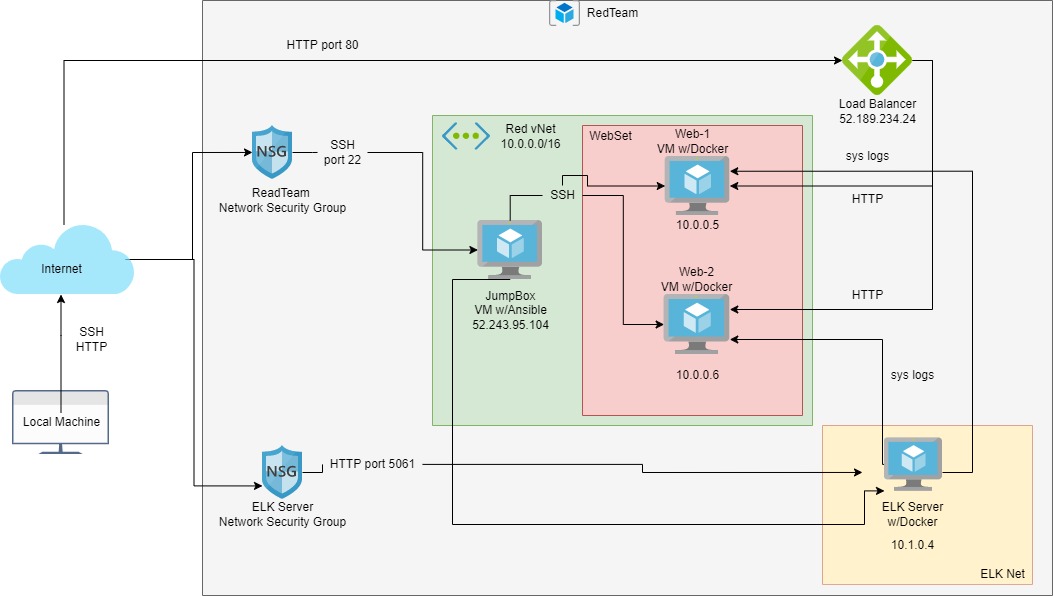 RedTeam
HTTP port 80
Load Balancer
52.189.234.24
Red vNet
10.0.0.0/16
WebSet
Web-1
VM w/Docker
10.0.0.5
sys logs
HTTP
NSG
SSH
port 22
ReadTeam
Network Security Group
SSH
Internet
JumpBox
VM w/Ansible
52.243.95.104
Web-2
VM w/Docker
10.0.0.6
HTTP
sys logs
SSH
HTTP
Local Machine
NSG
HTTP port 5061
ELK Server
Network Security Group
ELK Server
w/Docker
10.1.0.4
ELK Net